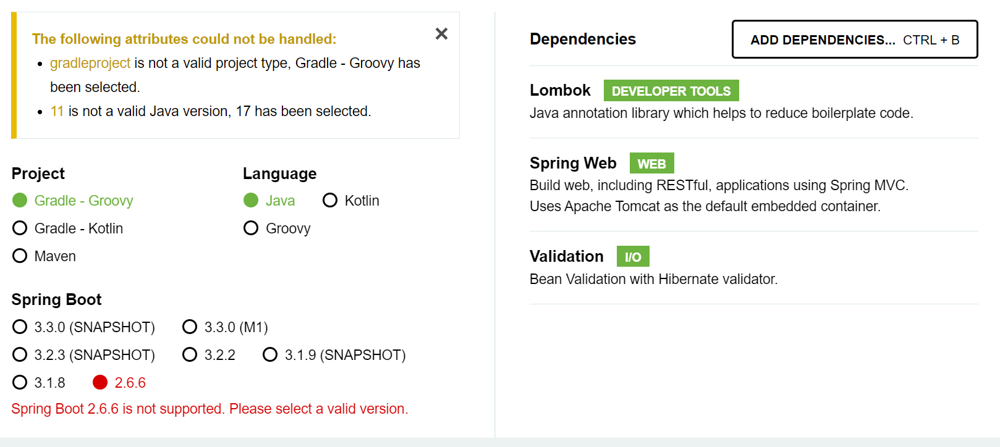 The following attributes could not be handled:
gradleproject is not a valid project type, Gradle - Groovy has
been selected.
11 is not a valid Java version, 17 has been selected.
Project
Gradle - Groovy
Gradle - Kotlin
Maven
Language
Java
Kotlin
Groovy
Spring Boot
3.3.0 (SNAPSHOT)
3.3.0 (M1)
3.2.3 (SNAPSHOT)
3.2.2
3.1.9 (SNAPSHOT)
3.1.8
2.6.6
Spring Boot 2.6.6 is not supported. Please select a valid version.
Dependencies
ADD DEPENDENCIES... CTRL + B
Lombok DEVELOPER TOOLS
Java annotation library which helps to reduce boilerplate code.
Spring Web WEB
Build web, including RESTful, applications using Spring MVC.
Uses Apache Tomcat as the default embedded container.
Validation I/O
Bean Validation with Hibernate validator.